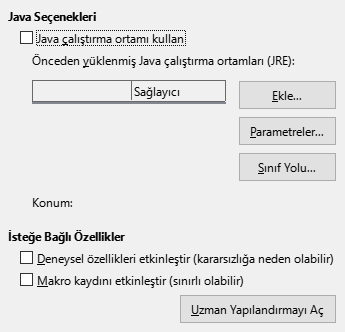 Java Seçenekleri
Java çalıştırma ortamı kullan
Önceden yüklenmiş Java çalıştırma ortamları (JRE):
Sağlayıcı
Ekle...
Parametreler...
Sınıf Yolu...
Konum:
İsteğe Bağlı Özellikler
Deneysel özellikleri etkinleştir (kararsızlığa neden olabilir)
Makro kaydını etkinleştir (sınırlı olabilir)
Uzman Yapılandırmayı Aç